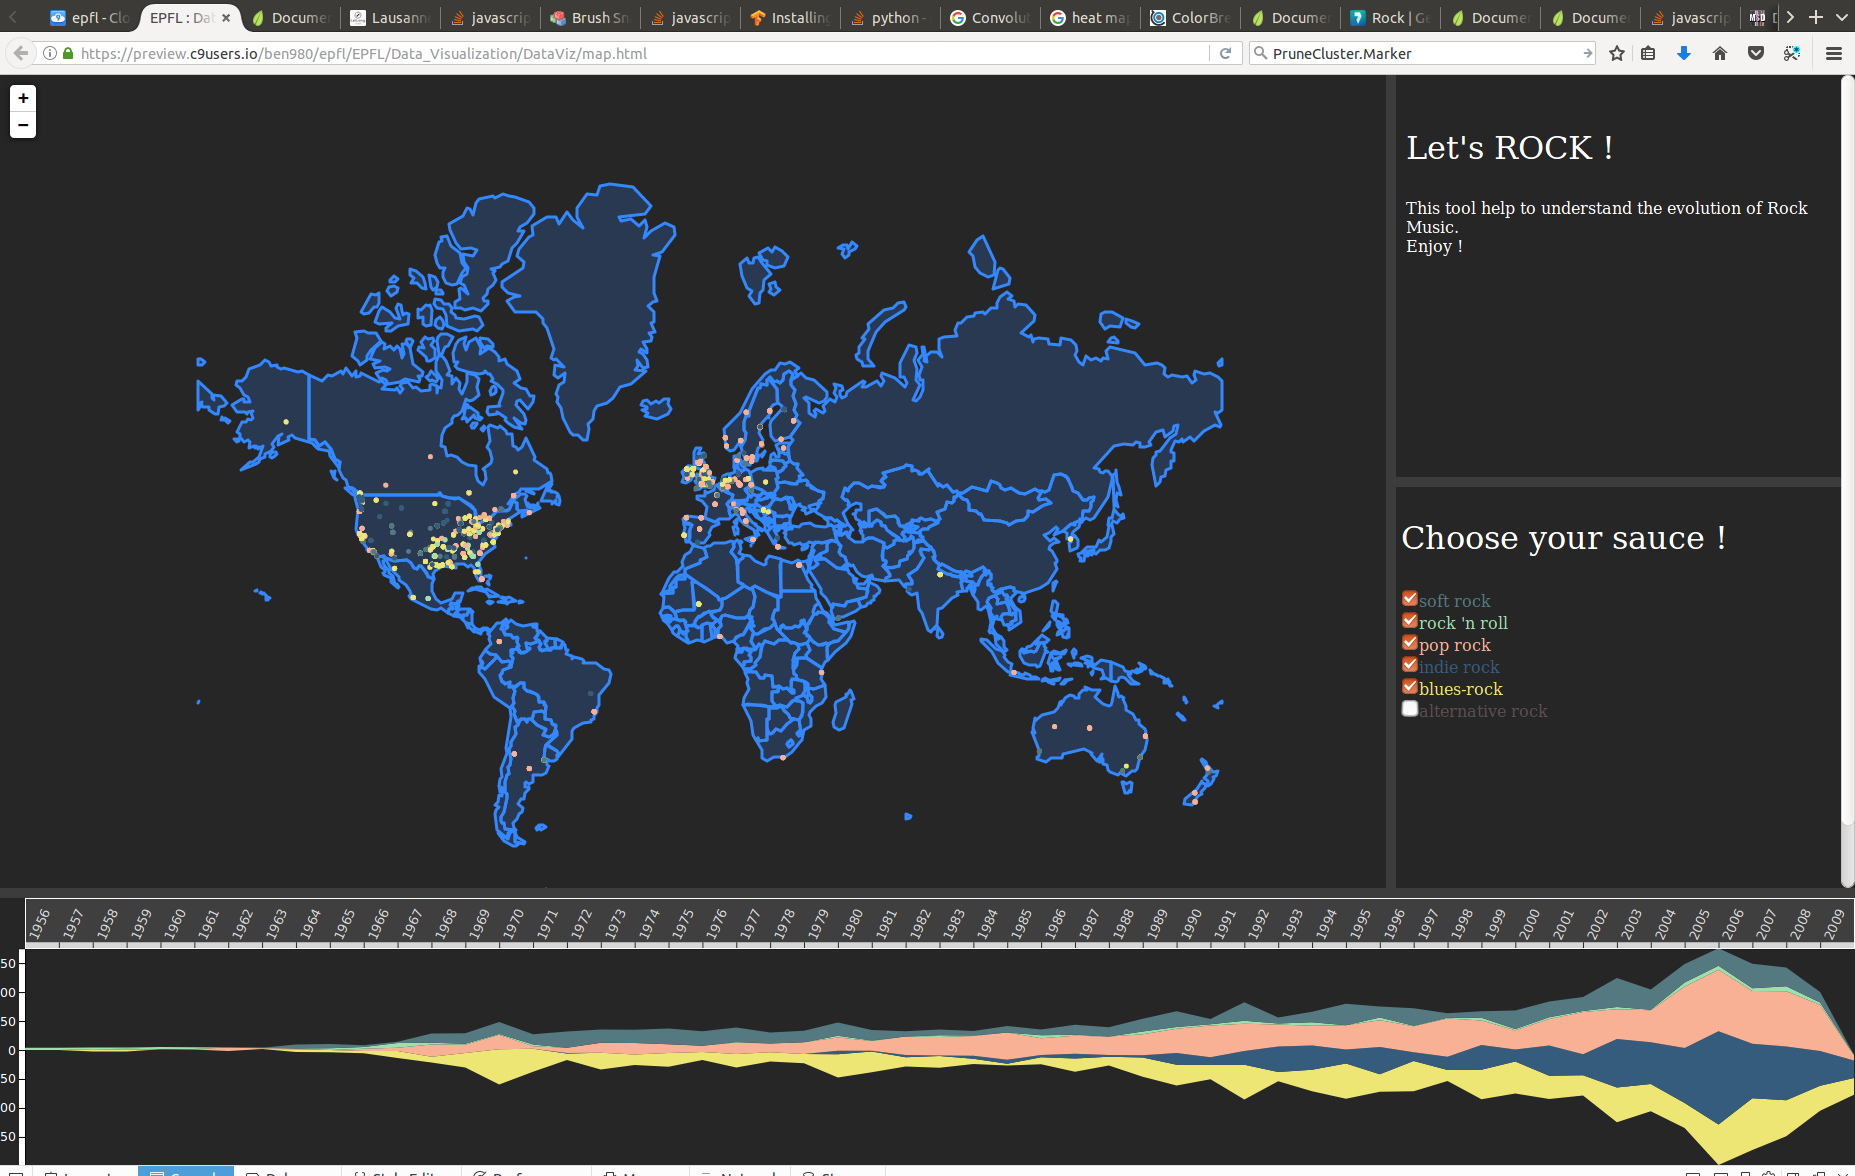 epfl - Clo
EPFL : Da
Docume
Lausann
javascrip
Brush Sn
javascrip
Installing
python -
Convolut
heat map
ColorBre
Docume
Rock | Ge
Docume
Docume
javascrip
https://preview.c9users.io/ben980/epfl/EPFL/Data_Visualization/DataViz/map.html
PruneCluster.Marker
+
−
Let's ROCK !
This tool help to understand the evolution of Rock
Music.
Enjoy !
Choose your sauce !
soft rock
rock 'n roll
pop rock
indie rock
blues-rock
alternative rock
1956 1957 1958 1959 1960 1961 1962 1963 1964 1965 1966 1967 1968 1969 1970 1971 1972 1973 1974 1975 1976 1977 1978 1979 1980 1981 1982 1983 1984 1985 1986 1987 1988 1989 1990 1991 1992 1993 1994 1995 1996 1997 1998 1999 2000 2001 2002 2003 2004 2005 2006 2007 2008 2009
50
00
50
0
50
00
50